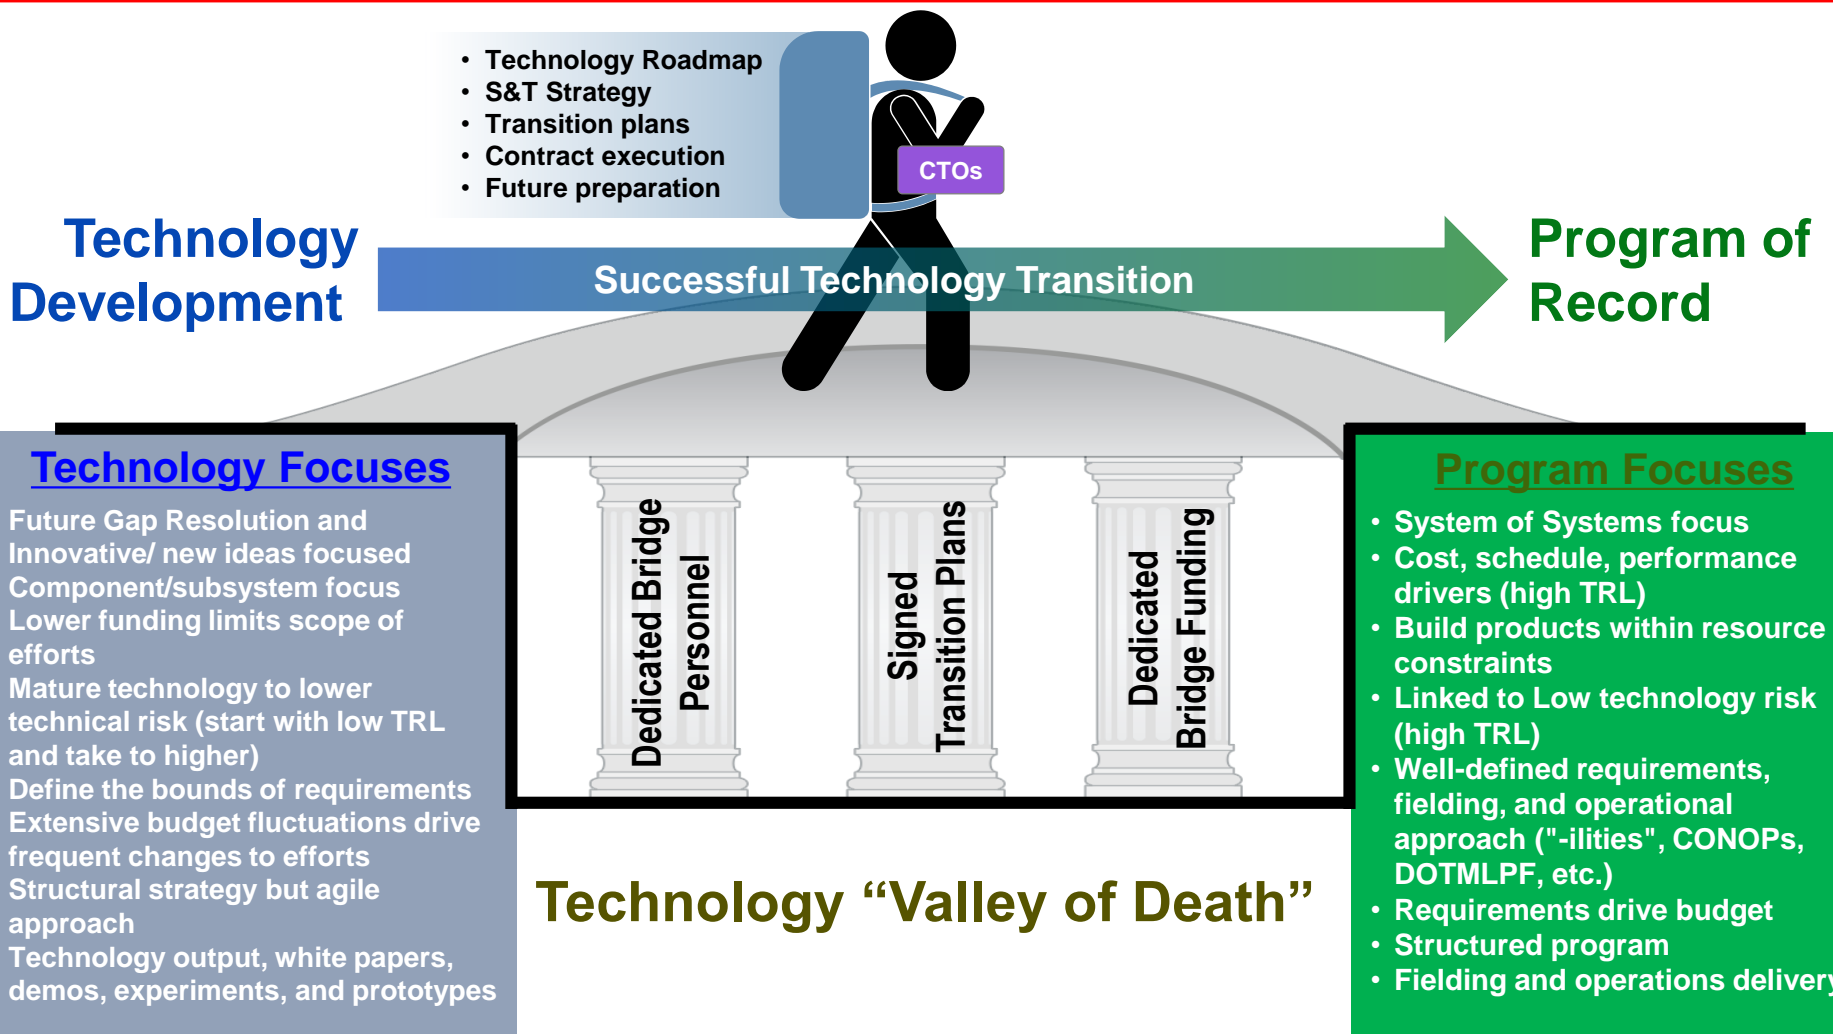 • Technology Roadmap
• S&T Strategy
• Transition plans
• Contract execution
• Future preparation
CTOs
Technology
Development
Successful Technology Transition
Program of
Record
Technology Focuses
Future Gap Resolution and
Innovative/ new ideas focused
Component/subsystem focus
Lower funding limits scope of
efforts
Mature technology to lower
technical risk (start with low TRL
and take to higher)
Define the bounds of requirements
Extensive budget fluctuations drive
frequent changes to efforts
Structural strategy but agile
approach
Technology output, white papers,
demos, experiments, and prototypes
Dedicated Bridge
Personnel
Signed
Transition Plans
Dedicated
Bridge Funding
Technology “Valley of Death”
Program Focuses
• System of Systems focus
• Cost, schedule, performance
drivers (high TRL)
• Build products within resource
constraints
• Linked to Low technology risk
(high TRL)
• Well-defined requirements,
fielding, and operational
approach ("-ilities", CONOPs,
DOTMLPF, etc.)
• Requirements drive budget
• Structured program
• Fielding and operations delivery